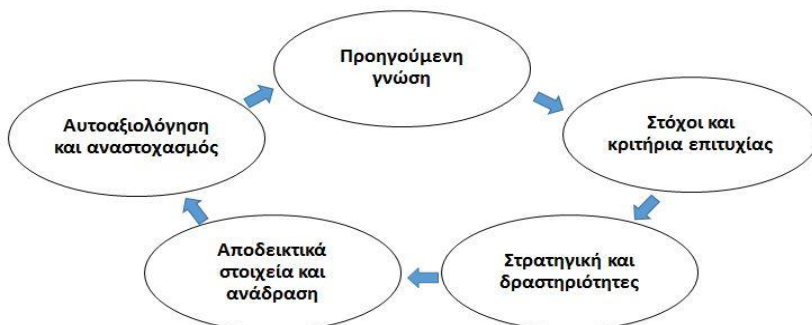 Προηγούμενη
γνώση
Στόχοι και
κριτήρια επιτυχίας
Στρατηγική και
δραστηριότητες
Αποδεικτικά
στοιχεία και
ανάδραση
Αυτοαξιολόγηση
και αναστοχασμός